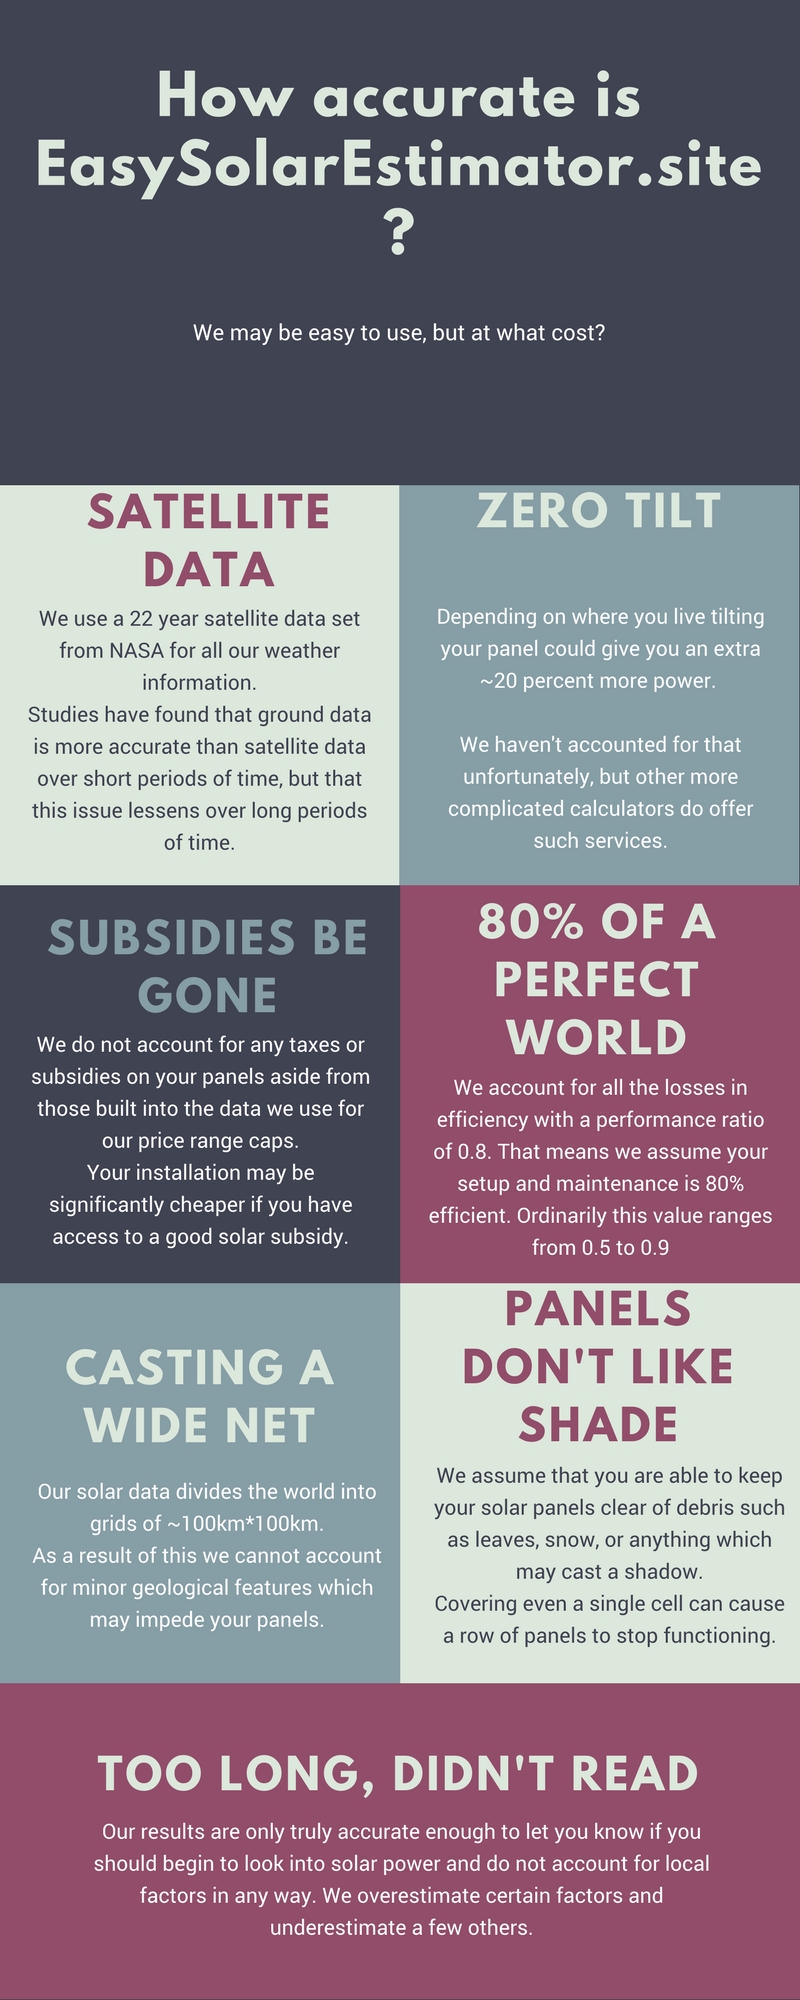 How accurate is
EasySolarEstimator.site
?
We may be easy to use, but at what cost?
SATELLITE
DATA
We use a 22 year satellite data set
from NASA for all our weather
information.
Studies have found that ground data
is more accurate than satellite data
over short periods of time, but that
this issue lessens over long periods
of time.
ZERO TILT
Depending on where you live tilting
your panel could give you an extra
~20 percent more power.
We haven't accounted for that
unfortunately, but other more
complicated calculators do offer
such services.
SUBSIDIES BE
GONE
We do not account for any taxes or
subsidies on your panels aside from
those built into the data we use for
our price range caps.
Your installation may be
significantly cheaper if you have
access to a good solar subsidy.
80% OF A
PERFECT
WORLD
We account for all the losses in
efficiency with a performance ratio
of 0.8. That means we assume your
setup and maintenance is 80%
efficient. Ordinarily this value ranges
from 0.5 to 0.9
CASTING A
WIDE NET
Our solar data divides the world into
grids of ~100km*100km.
As a result of this we cannot account
for minor geological features which
may impede your panels.
PANELS
DON'T LIKE
SHADE
We assume that you are able to keep
your solar panels clear of debris such
as leaves, snow, or anything which
may cast a shadow.
Covering even a single cell can cause
a row of panels to stop functioning.
TOO LONG, DIDN'T READ
Our results are only truly accurate enough to let you know if you
should begin to look into solar power and do not account for local
factors in any way. We overestimate certain factors and
underestimate a few others.